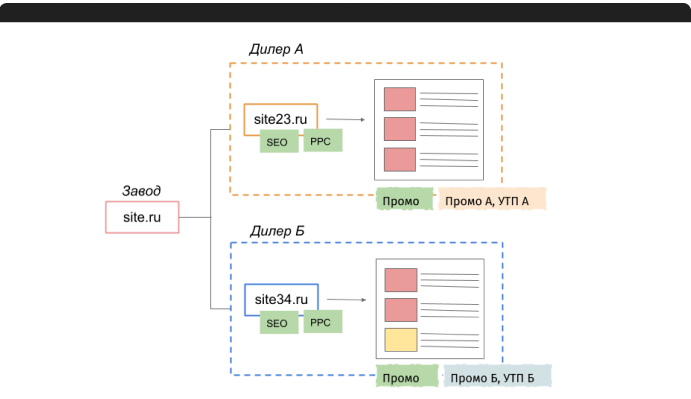 Дилер А
site23.ru
SEO
PPC
Промо
Промо А, УТП А
Завод
site.ru
Дилер Б
site34.ru
SEO
PPC
Промо
Промо Б, УТП Б